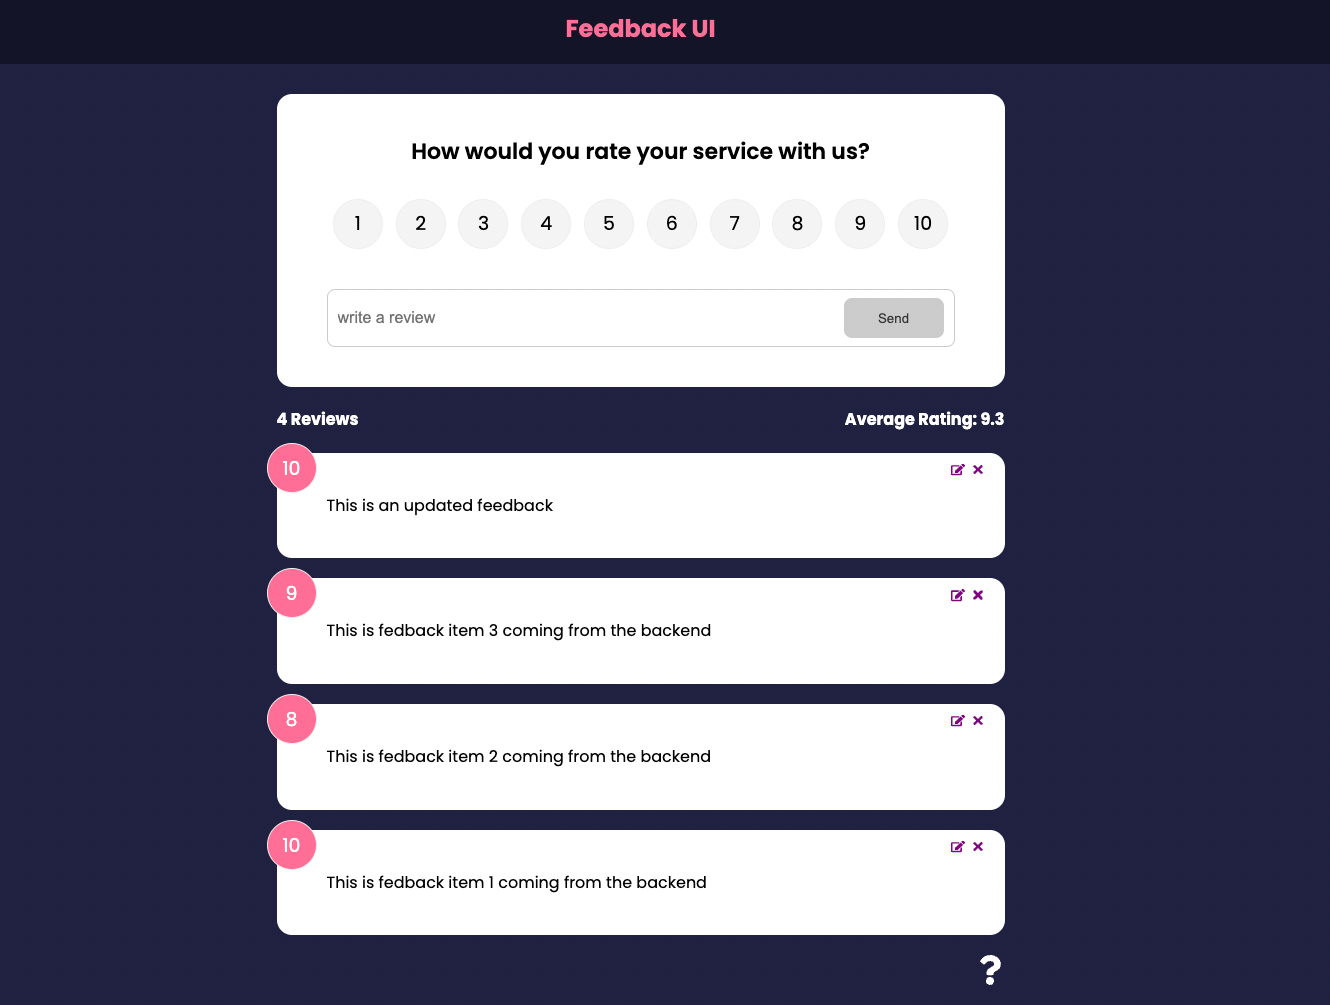 Feedback UI
How would you rate your service with us?
1 2 3 4 5 6 7 8 9 10
write a review
Send
4 Reviews
Average Rating: 9.3
10
This is an updated feedback
9
This is fedback item 3 coming from the backend
8
This is fedback item 2 coming from the backend
10
This is fedback item 1 coming from the backend
?